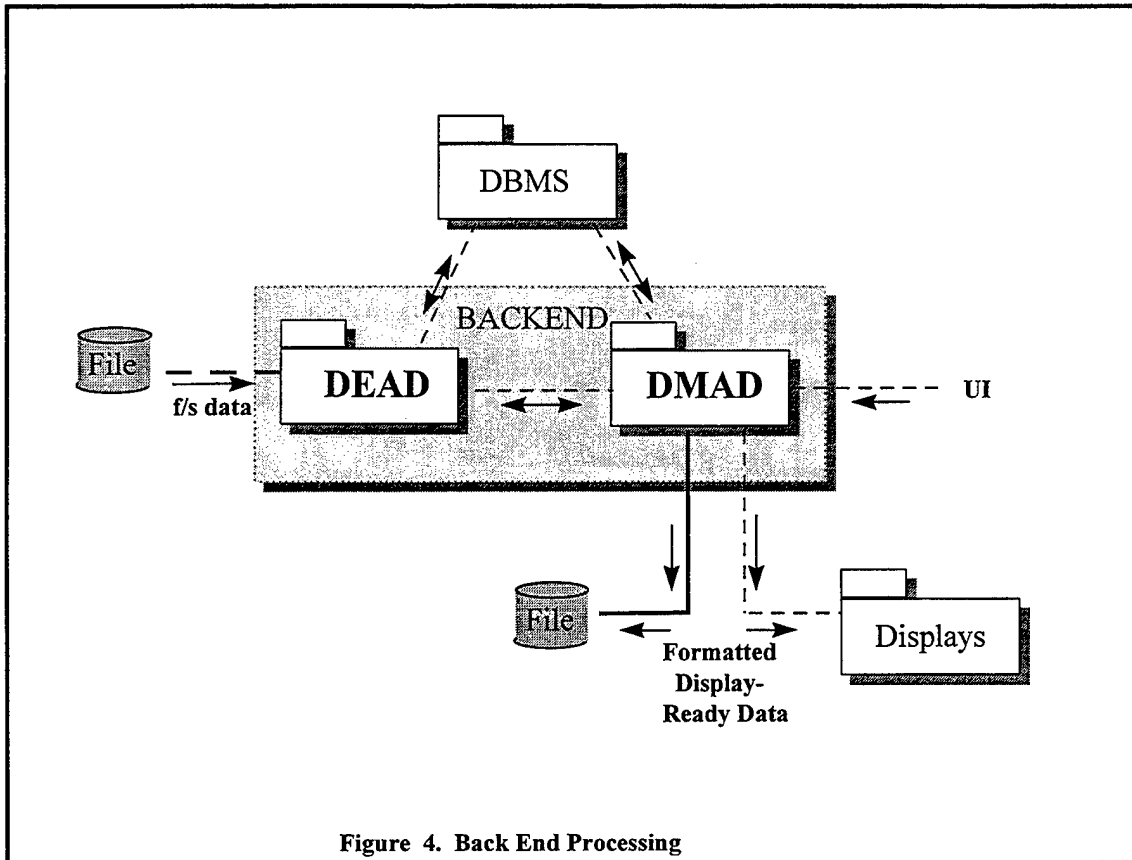 DBMS
BACKEND
File
f/s data
DEAD
DMAD
UI
File
Formatted
Display-
Ready Data
Displays
Figure 4. Back End Processing